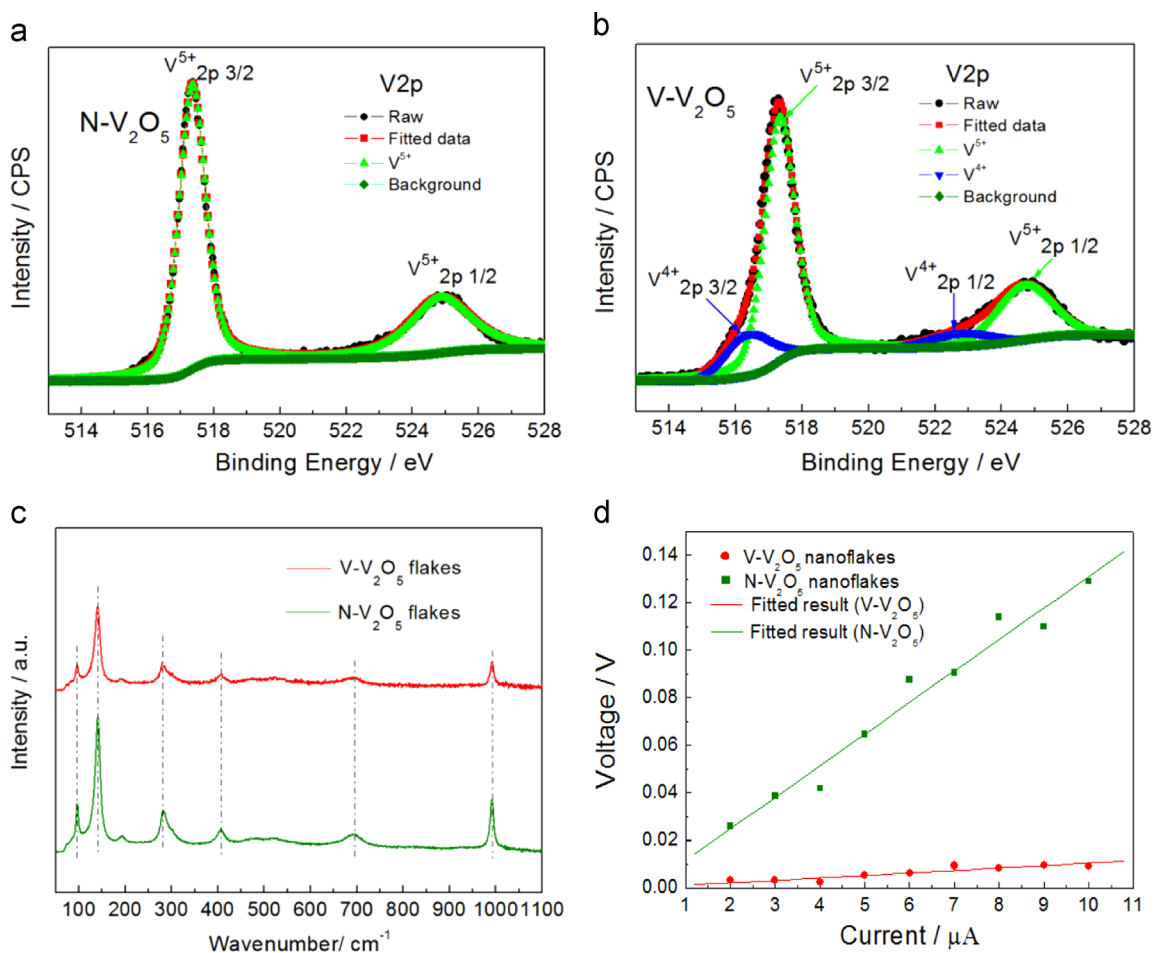 a
V⁵⁺ 2p 3/2
N-V₂O₅
V2p
Raw
Fitted data
V⁵⁺
Background
V⁵⁺ 2p 1/2
Intensity / CPS
514 516 518 520 522 524 526 528
Binding Energy / eV
b
V⁵⁺ 2p 3/2
V-V₂O₅
V2p
Raw
Fitted data
V⁵⁺
V⁴⁺
Background
V⁴⁺ 2p 3/2
V⁴⁺ 2p 1/2
V⁵⁺ 2p 1/2
Intensity / CPS
514 516 518 520 522 524 526 528
Binding Energy / eV
c
V-V₂O₅ flakes
N-V₂O₅ flakes
Intensity / a.u.
100 200 300 400 500 600 700 800 900 1000 1100
Wavenumber/ cm⁻¹
d
V-V₂O₅ nanoflakes
N-V₂O₅ nanoflakes
Fitted result (V-V₂O₅)
Fitted result (N-V₂O₅)
Voltage / V
0.14
0.12
0.10
0.08
0.06
0.04
0.02
0.00
1 2 3 4 5 6 7 8 9 10 11
Current / µA